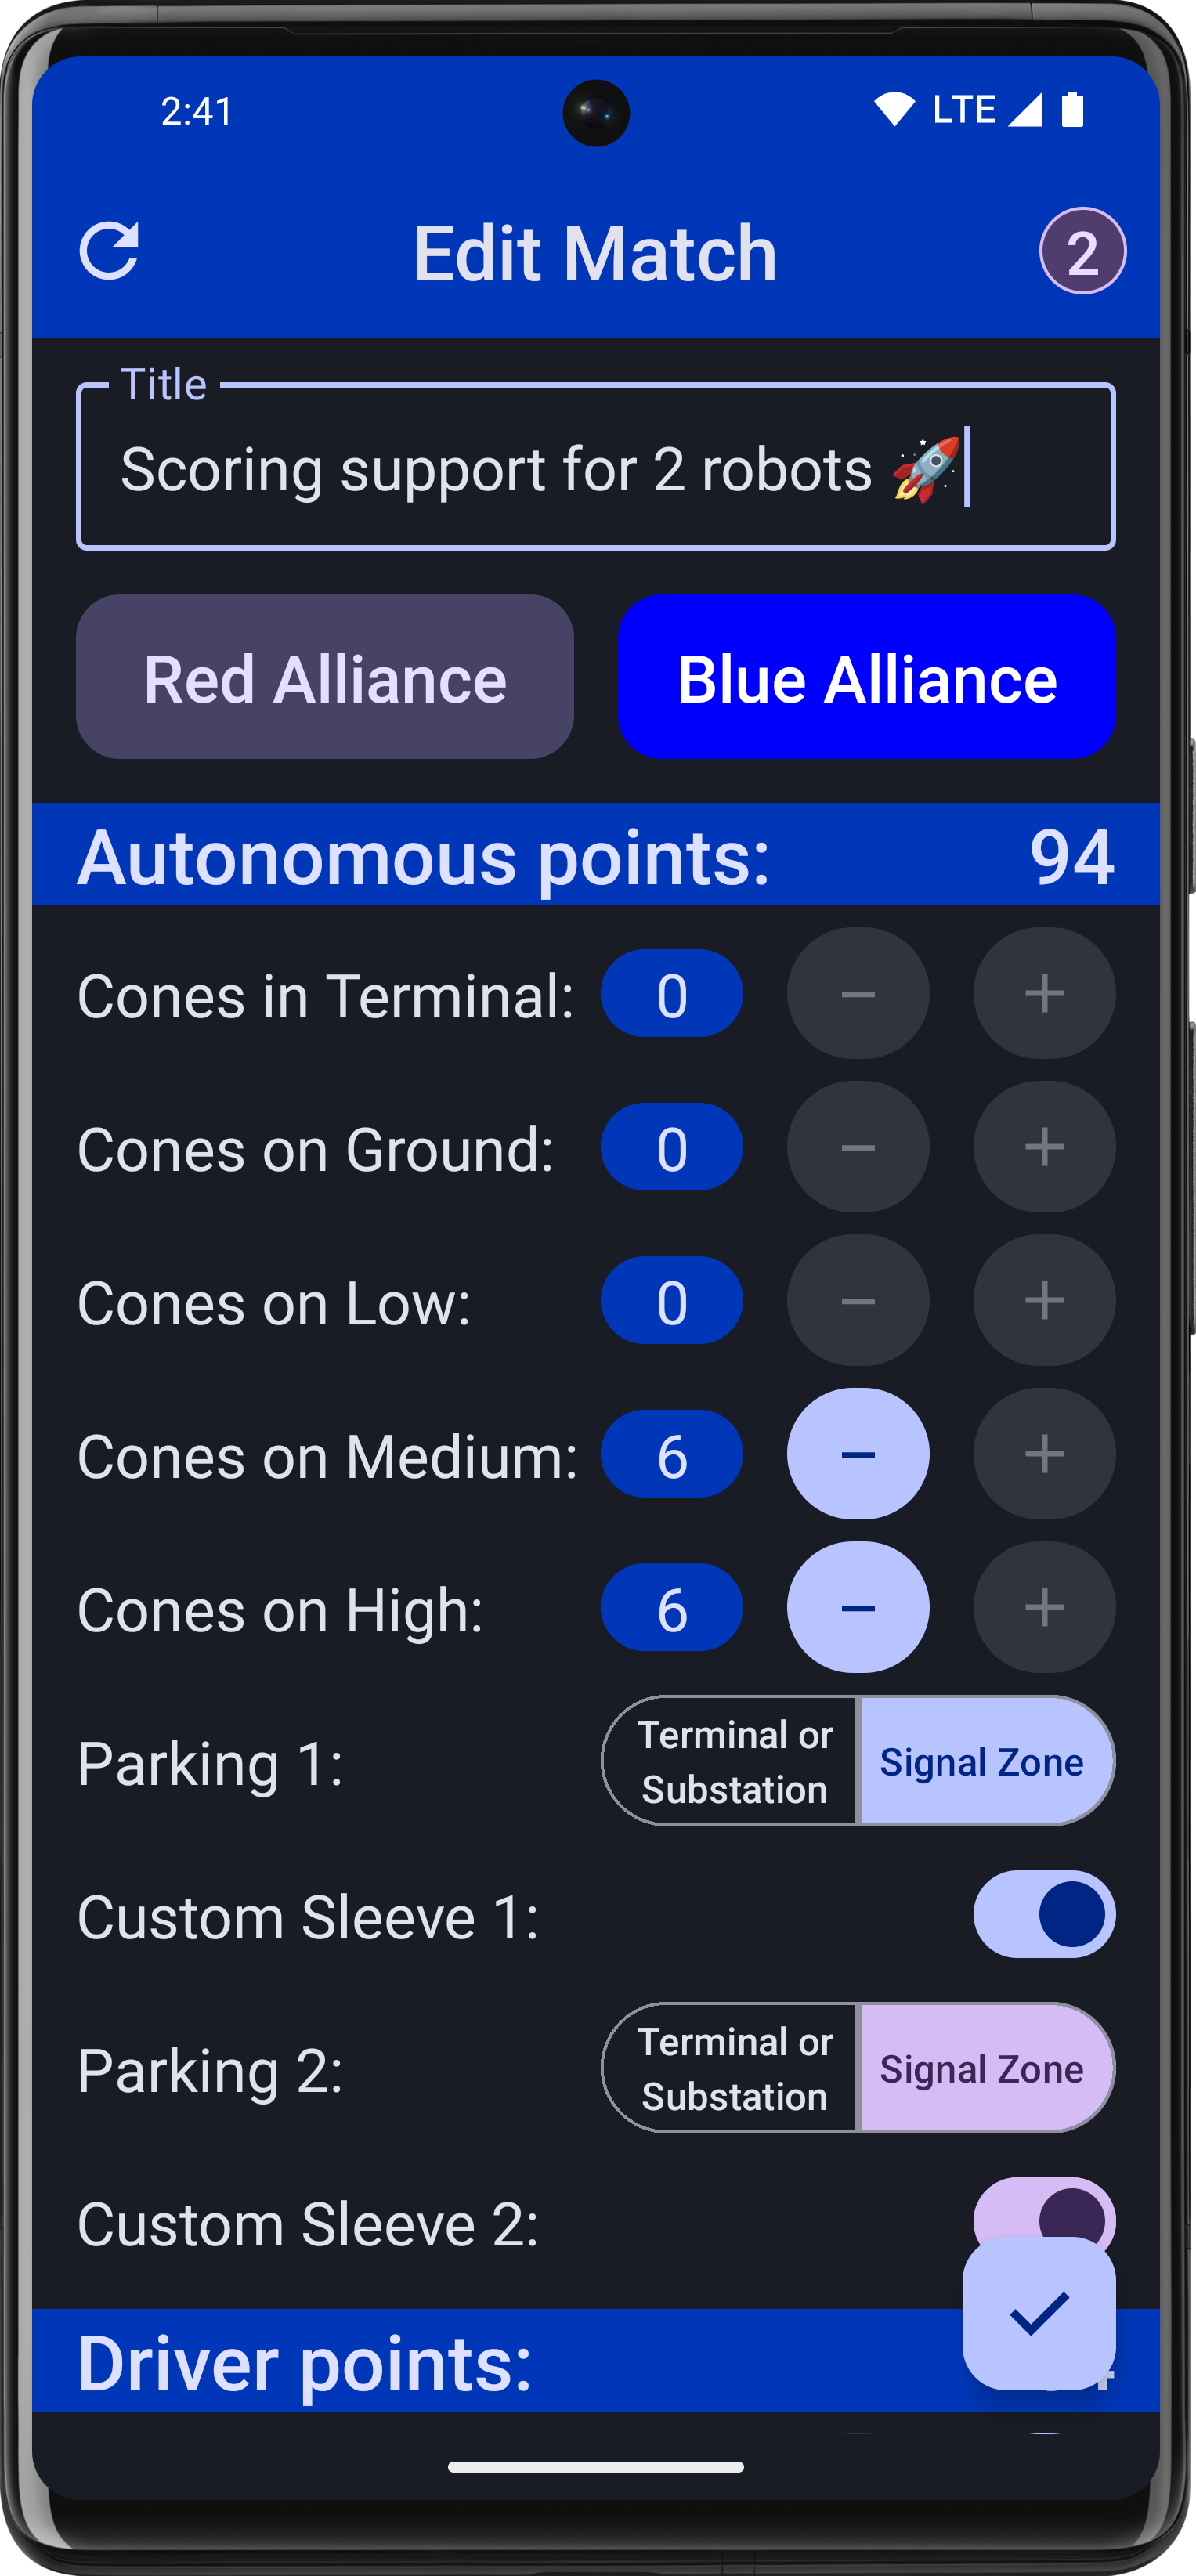 2:41 LTE
Edit Match 2
Title
Scoring support for 2 robots 🚀
Red Alliance Blue Alliance
Autonomous points: 94
Cones in Terminal: 0 − +
Cones on Ground: 0 − +
Cones on Low: 0 − +
Cones on Medium: 6 − +
Cones on High: 6 − +
Terminal or
Parking 1: Signal Zone
Substation
Custom Sleeve 1:
Terminal or
Parking 2: Signal Zone
Substation
Custom Sleeve 2:
Driver points: